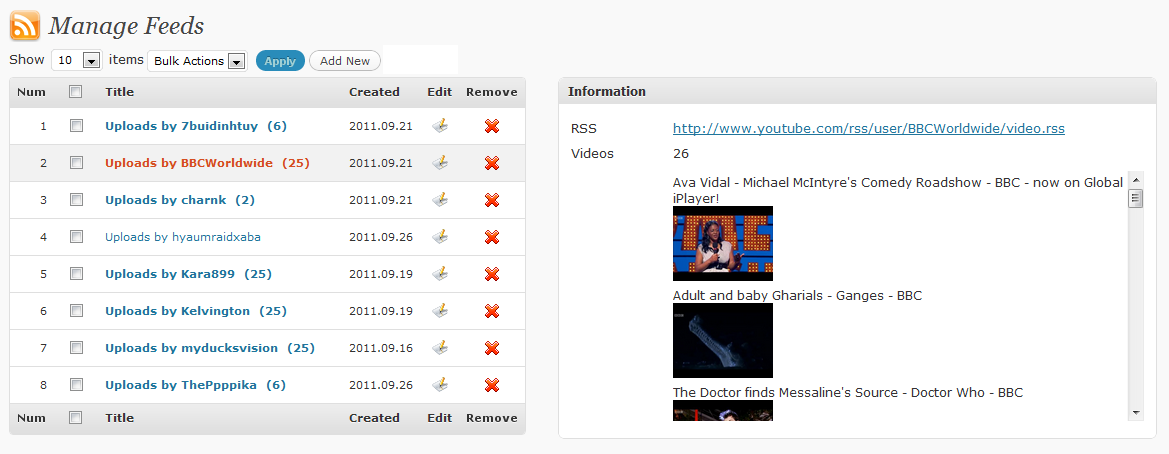 Manage Feeds
Show 10 items Bulk Actions Apply Add New
Num Title Created Edit Remove
1 Uploads by 7buidinhtuy (6) 2011.09.21
2 Uploads by BBCWorldwide (25) 2011.09.21
3 Uploads by charnk (2) 2011.09.21
4 Uploads by hyaumraidxaba 2011.09.26
5 Uploads by Kara899 (25) 2011.09.19
6 Uploads by Kelvington (25) 2011.09.19
7 Uploads by myducksvision (25) 2011.09.16
8 Uploads by ThePpppika (6) 2011.09.26
Num Title Created Edit Remove
Information
RSS http://www.youtube.com/rss/user/BBCWorldwide/video.rss
Videos 26
Ava Vidal - Michael McIntyre's Comedy Roadshow - BBC - now on Global
iPlayer!
Adult and baby Gharials - Ganges - BBC
The Doctor finds Messaline's Source - Doctor Who - BBC